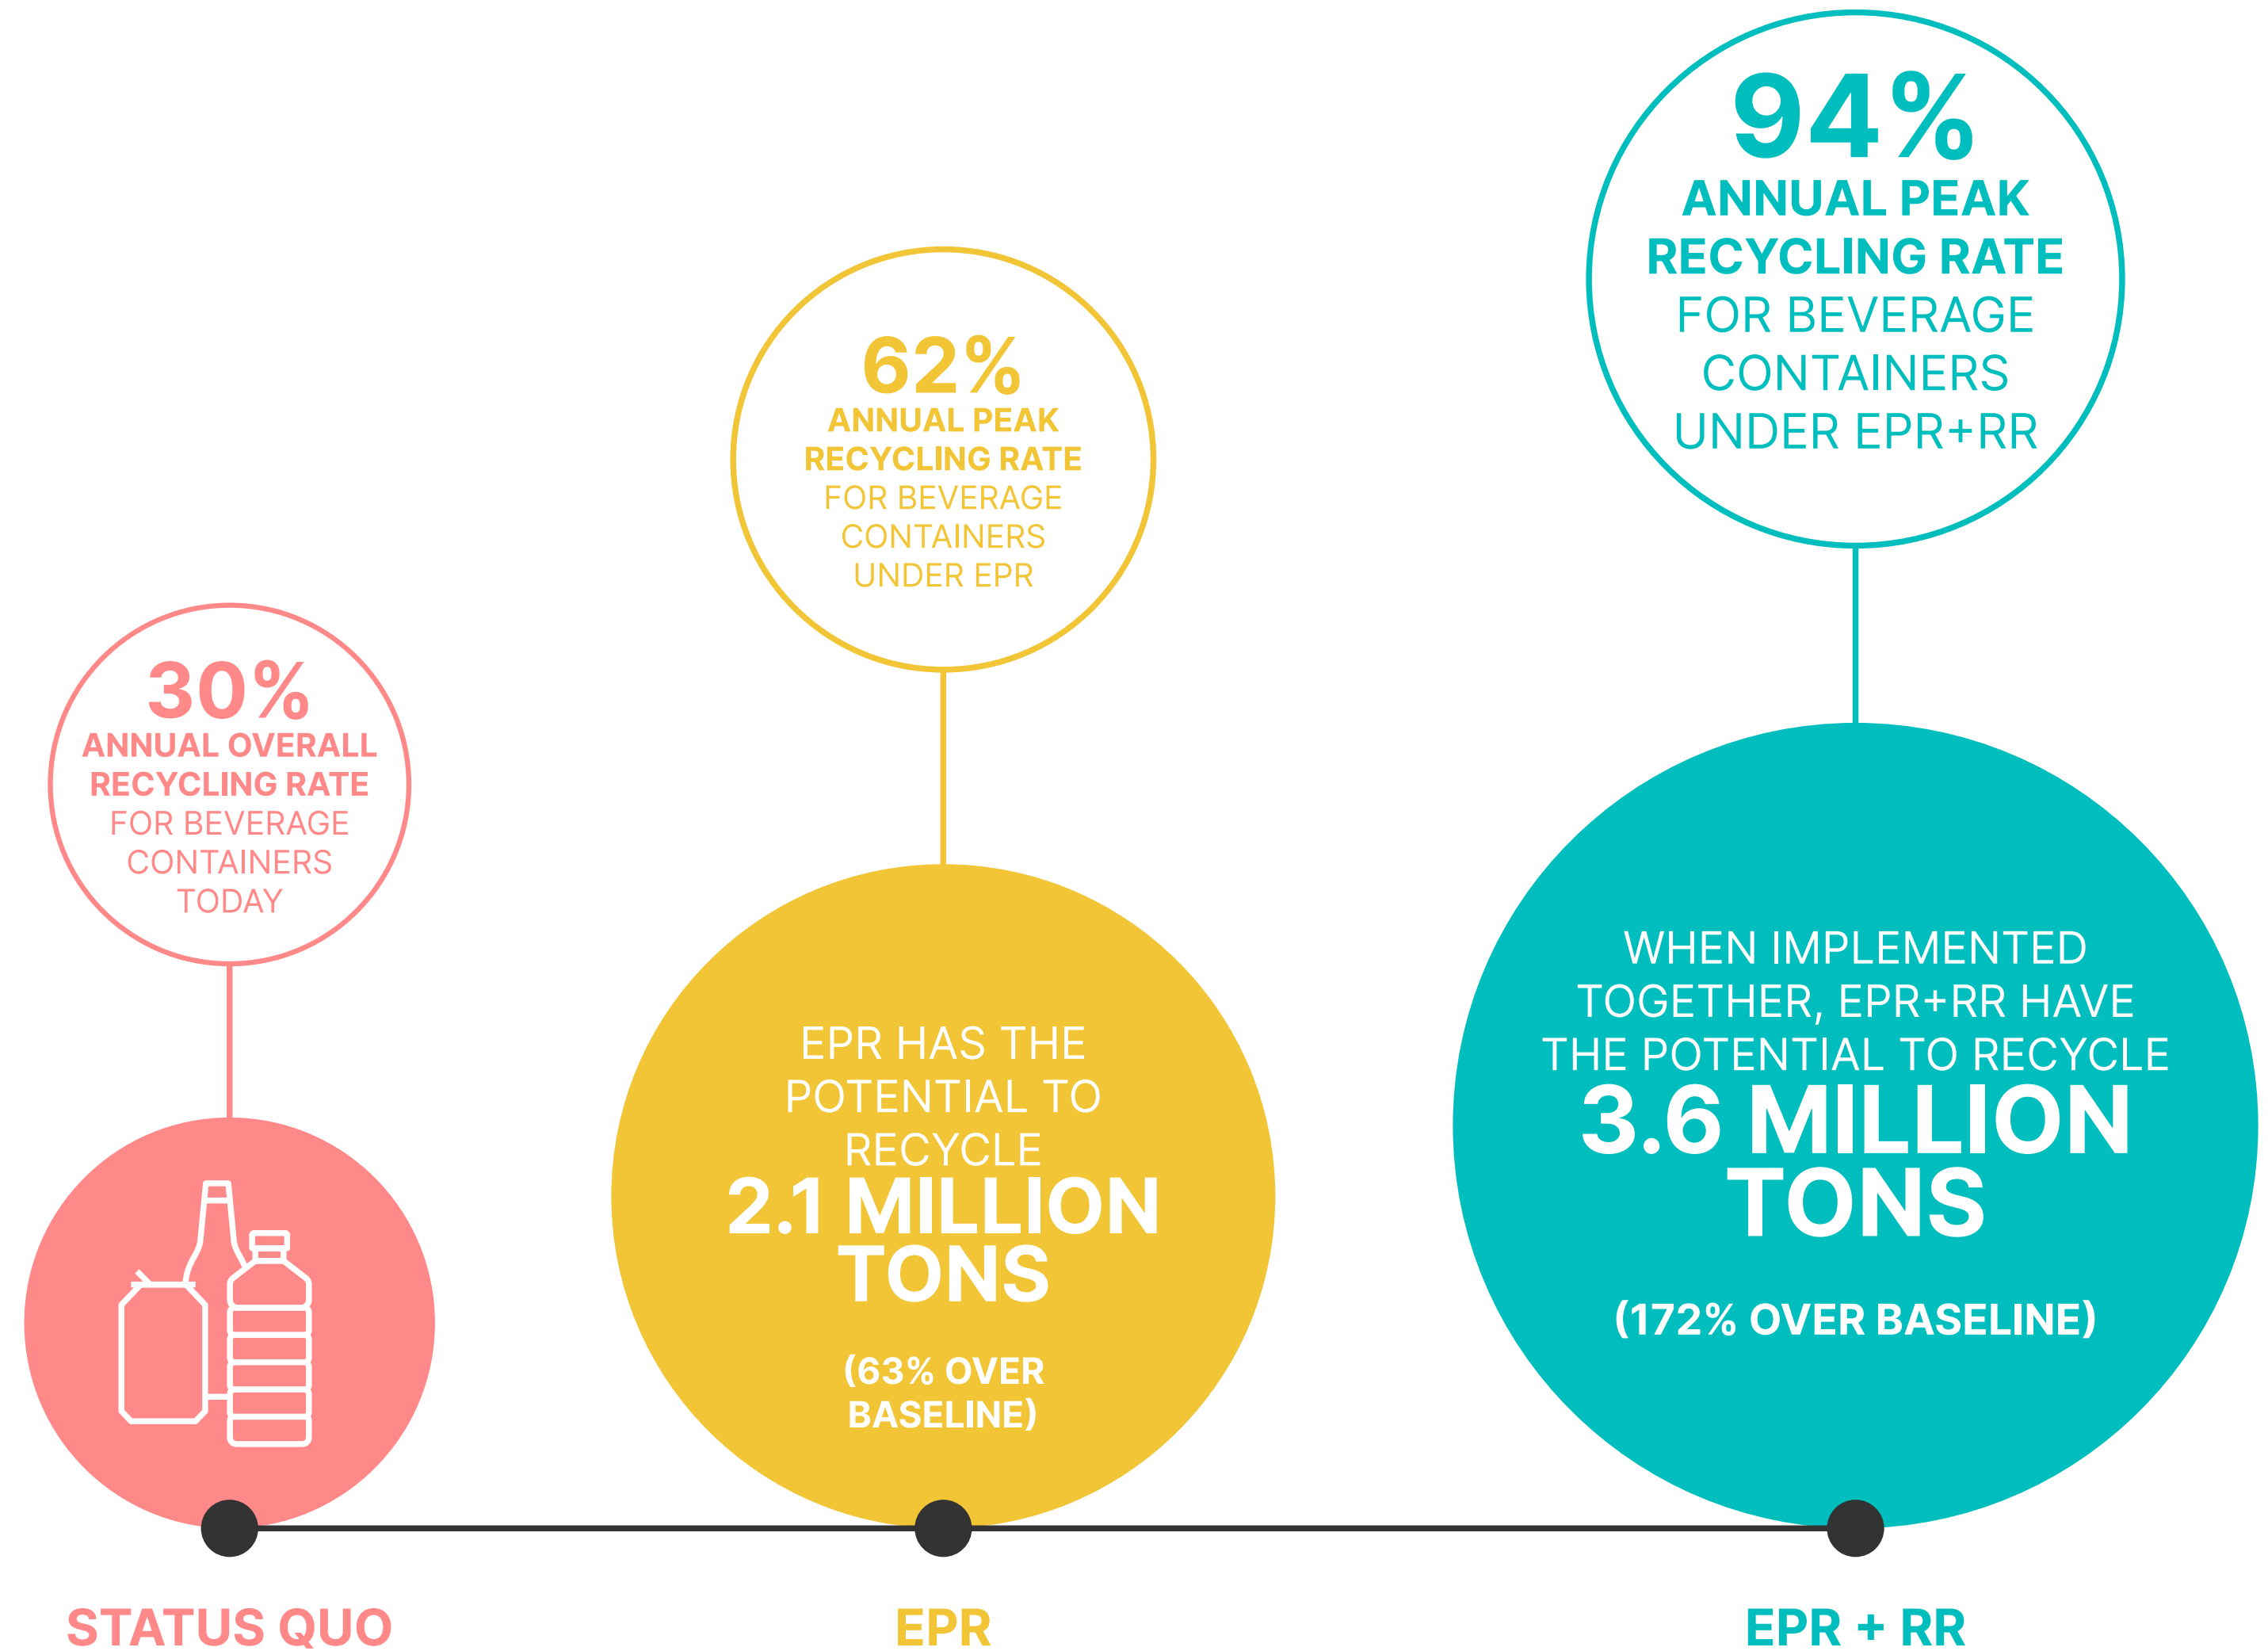 30%
ANNUAL OVERALL
RECYCLING RATE
FOR BEVERAGE
CONTAINERS
TODAY
STATUS QUO
62%
ANNUAL PEAK
RECYCLING RATE
FOR BEVERAGE
CONTAINERS
UNDER EPR
EPR HAS THE
POTENTIAL TO
RECYCLE
2.1 MILLION
TONS
(63% OVER
BASELINE)
EPR
94%
ANNUAL PEAK
RECYCLING RATE
FOR BEVERAGE
CONTAINERS
UNDER EPR+RR
WHEN IMPLEMENTED
TOGETHER, EPR+RR HAVE
THE POTENTIAL TO RECYCLE
3.6 MILLION
TONS
(172% OVER BASELINE)
EPR + RR